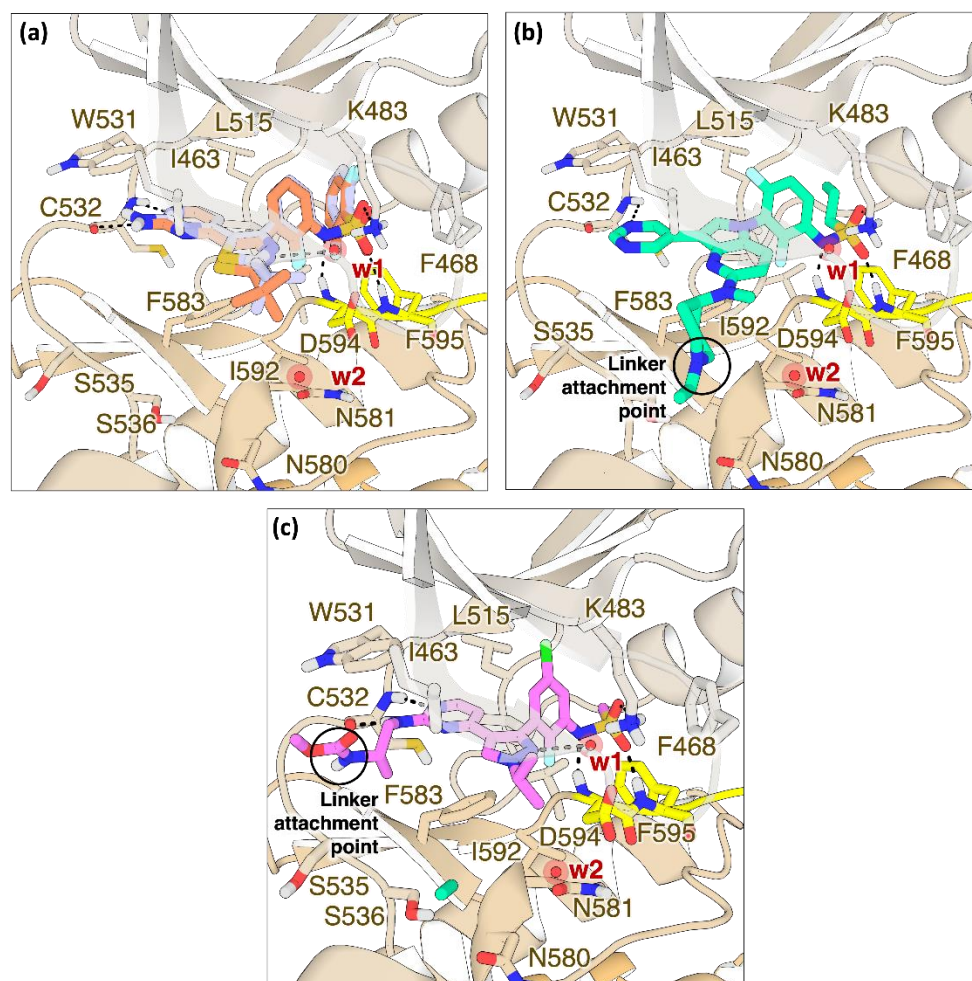 (a)
K483
W531
L515
I463
C532
w1
F468
F583
D594
F595
I592
w2
S535
N581
S536
N580
(b)
K483
W531
L515
I463
C532
w1
F468
F583
I592
D594
S535
F595
Linker
attachment
point
w2
N581
N580
(c)
K483
W531
L515
I463
C532
w1
F468
F583
Linker
attachment
point
D594
F595
I592
w2
S535
N581
S536
N580